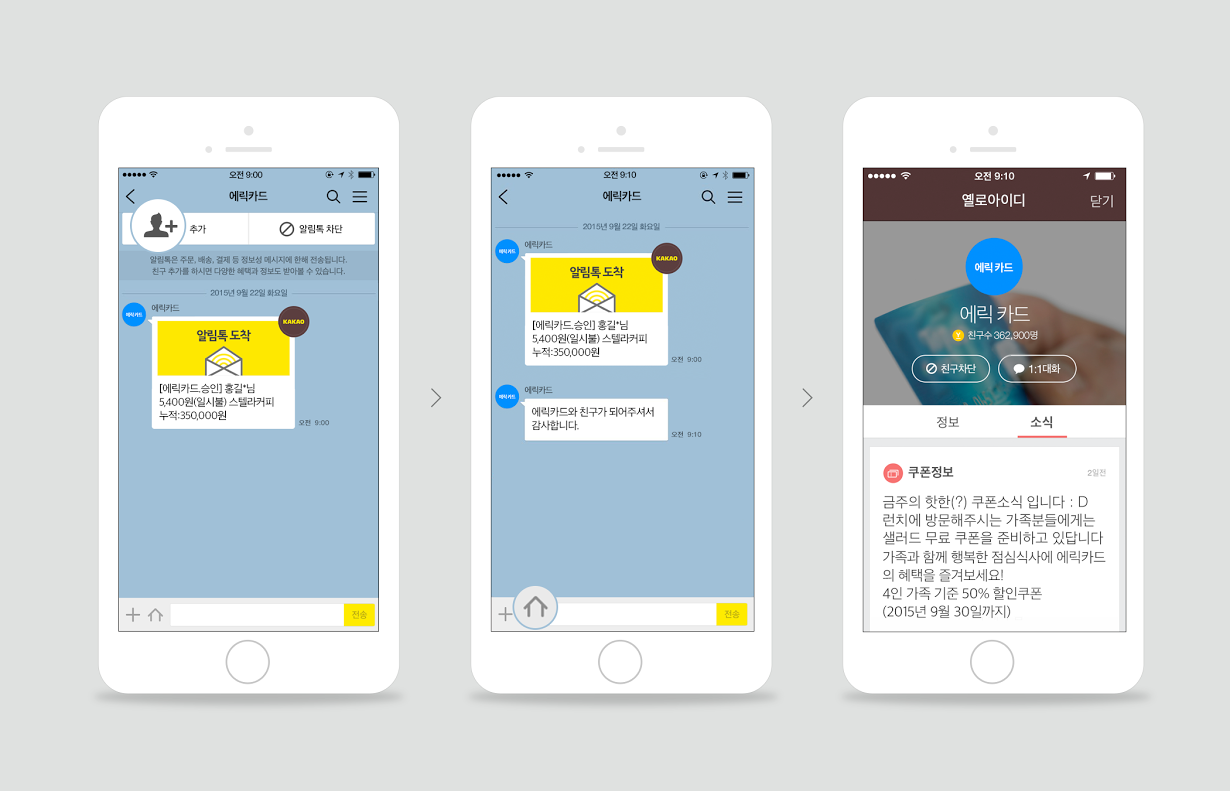 오전 9:00
에릭카드
추가
알림톡 차단
알림톡은 주문, 배송, 결제 등 정보성 메시지에 한해 전송됩니다.
친구 추가를 하시면 다양한 혜택과 정보도 받아볼 수 있습니다.
2015년 9월 22일 화요일
에릭카드
에릭카드
KAKAO
알림톡 도착
[에릭카드.승인] 홍길*님
5,400원(일시불) 스텔라커피
누적:350,000원
오전 9:00
전송
오전 9:10
에릭카드
2015년 9월 22일 화요일
에릭카드
에릭카드
KAKAO
알림톡 도착
[에릭카드.승인] 홍길*님
5,400원(일시불) 스텔라커피
누적:350,000원
오전 9:00
에릭카드
에릭카드
에릭카드와 친구가 되어주셔서
감사합니다.
오전 9:10
전송
오전 9:10
옐로아이디
닫기
에릭 카드
에릭 카드
친구수 362,900명
친구차단
1:1대화
정보
소식
쿠폰정보
2일전
금주의 핫한(?) 쿠폰소식 입니다 : D
런치에 방문해주시는 가족분들에게는
샐러드 무료 쿠폰을 준비하고 있답니다
가족과 함께 행복한 점심식사에 에릭카드
의 혜택을 즐겨보세요!
4인 가족 기준 50% 할인쿠폰
(2015년 9월 30일까지)